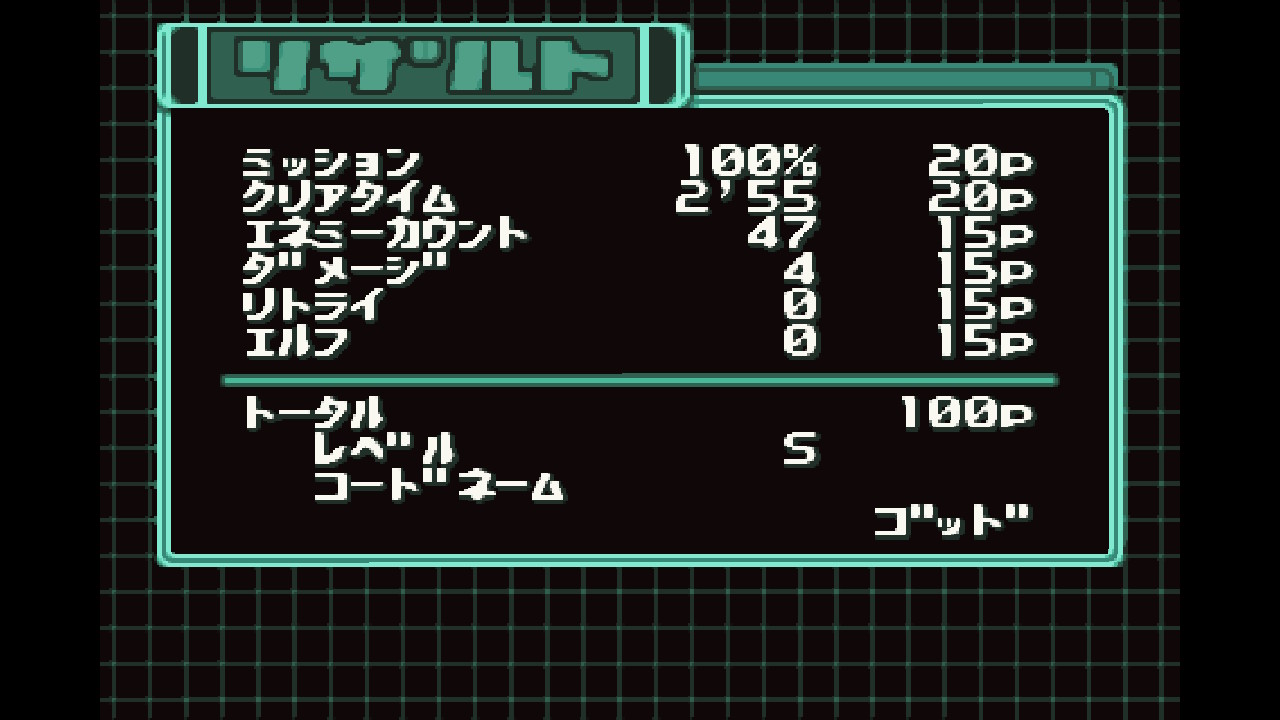 リザルト
ミッション 100% 20p
クリアタイム 2'55 20p
エネミーカウント 47 15p
ダメージ 4 15p
リトライ 0 15p
エルフ 0 15p
トータル 100p
レベル S
コードネーム
ゴッド